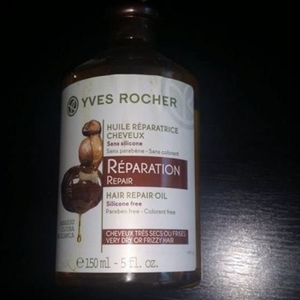 YVES ROCHER
HUILE RÉPARATRICE
CHEVEUX
Sans silicone
Sans parabène - Sans colorant
RÉPARATION
REPAIR
HAIR REPAIR OIL
Silicone free
Paraben free - Colorant free
CHEVEUX TRÈS SECS OU FRISÉS
VERY DRY OR FRIZZY HAIR
e 150 ml - 5 fl. oz.